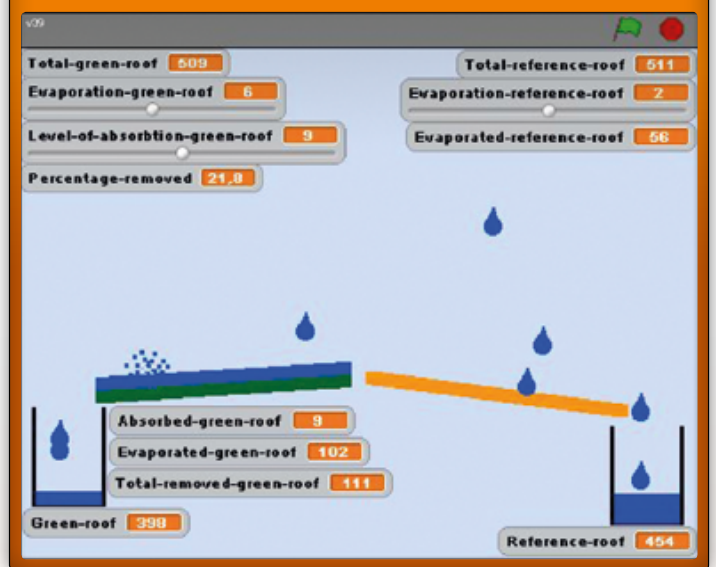 v39
Total-green-roof 509
Total-reference-roof 511
Evaporation-green-roof 6
Evaporation-reference-roof 2
Level-of-absorbtion-green-roof 9
Evaporated-reference-roof 56
Percentage-removed 21,8
Absorbed-green-roof 9
Evaporated-green-roof 102
Total-removed-green-roof 111
Green-roof 398
Reference-roof 454